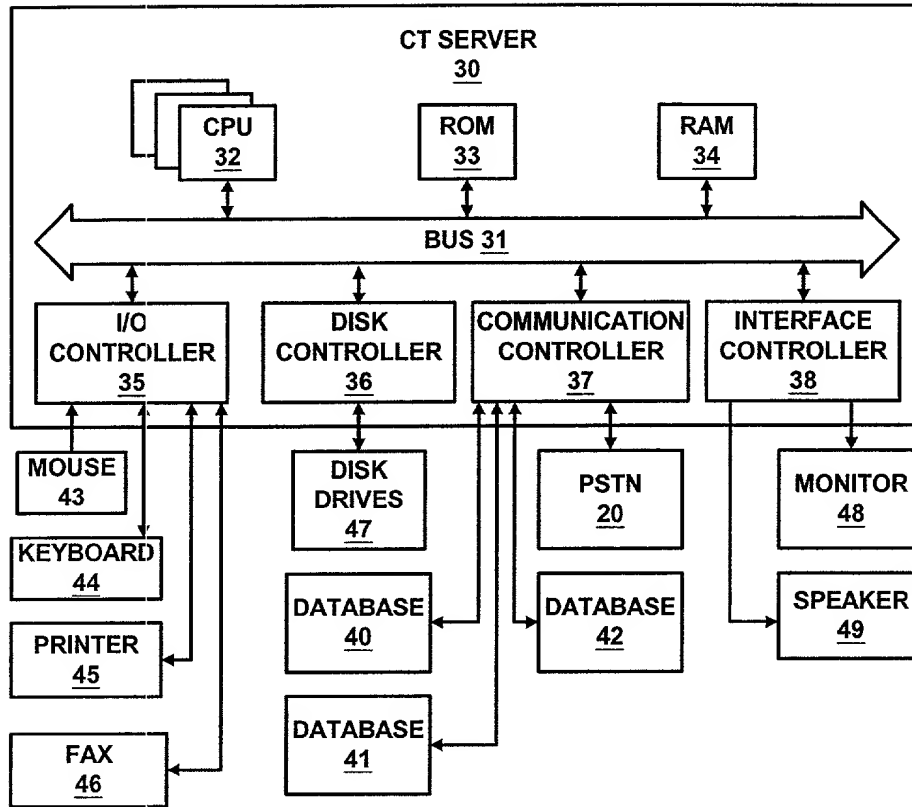 CT SERVER
30
CPU
32
ROM
33
RAM
34
BUS 31
I/O
CONTROLLER
35
DISK
CONTROLLER
36
COMMUNICATION
CONTROLLER
37
INTERFACE
CONTROLLER
38
MOUSE
43
DISK
DRIVES
47
PSTN
20
MONITOR
48
KEYBOARD
44
DATABASE
40
DATABASE
42
SPEAKER
49
PRINTER
45
DATABASE
41
FAX
46